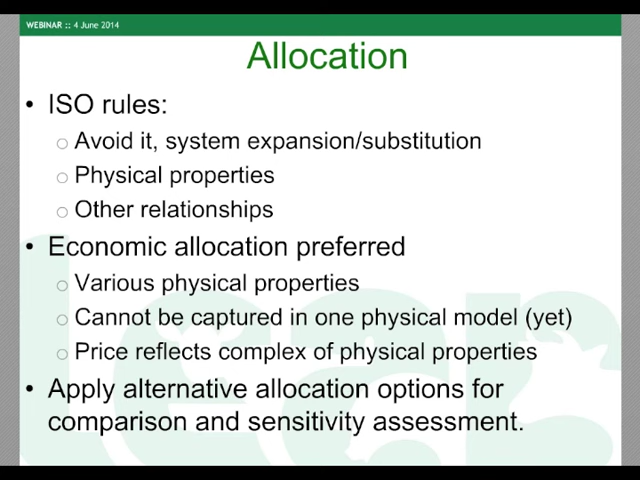 WEBINAR :: 4 June 2014
Allocation
• ISO rules:
○ Avoid it, system expansion/substitution
○ Physical properties
○ Other relationships
• Economic allocation preferred
○ Various physical properties
○ Cannot be captured in one physical model (yet)
○ Price reflects complex of physical properties
• Apply alternative allocation options for
comparison and sensitivity assessment.